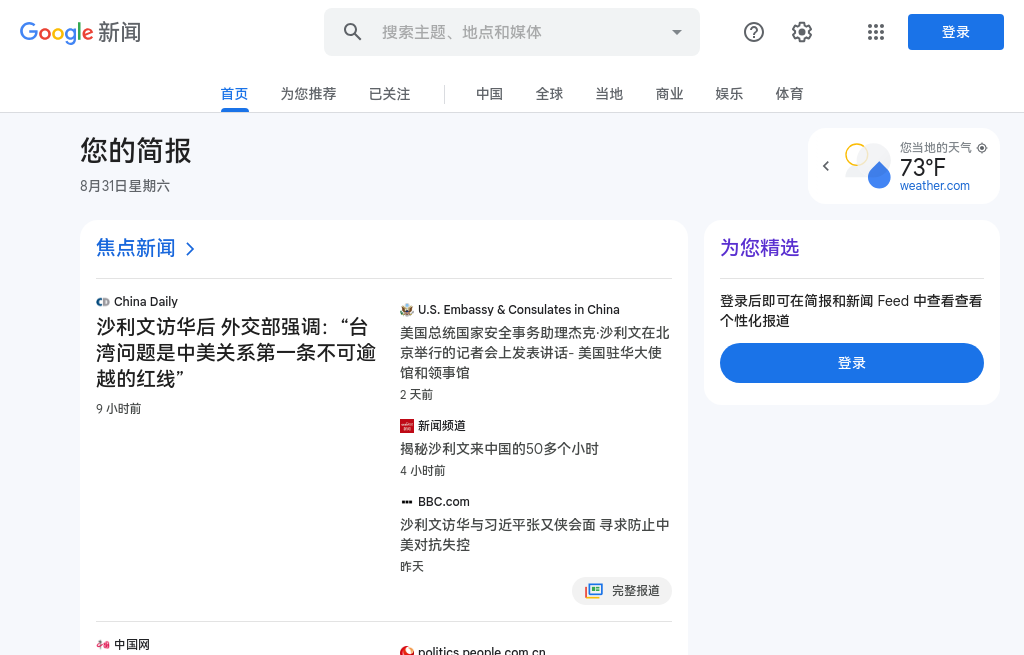 Google 新闻
搜索主题、地点和媒体
登录
首页
为您推荐
已关注
中国
全球
当地
商业
娱乐
体育
您的简报
8月31日星期六
您当地的天气
73°F
weather.com
焦点新闻
China Daily
沙利文访华后 外交部强调：“台
湾问题是中美关系第一条不可逾
越的红线”
9 小时前
U.S. Embassy & Consulates in China
美国总统国家安全事务助理杰克·沙利文在北
京举行的记者会上发表讲话- 美国驻华大使
馆和领事馆
2 天前
新闻频道
揭秘沙利文来中国的50多个小时
4 小时前
BBC.com
沙利文访华与习近平张又侠会面 寻求防止中
美对抗失控
昨天
完整报道
中国网
politics.people.com.cn
为您精选
登录后即可在简报和新闻 Feed 中查看查看
个性化报道
登录